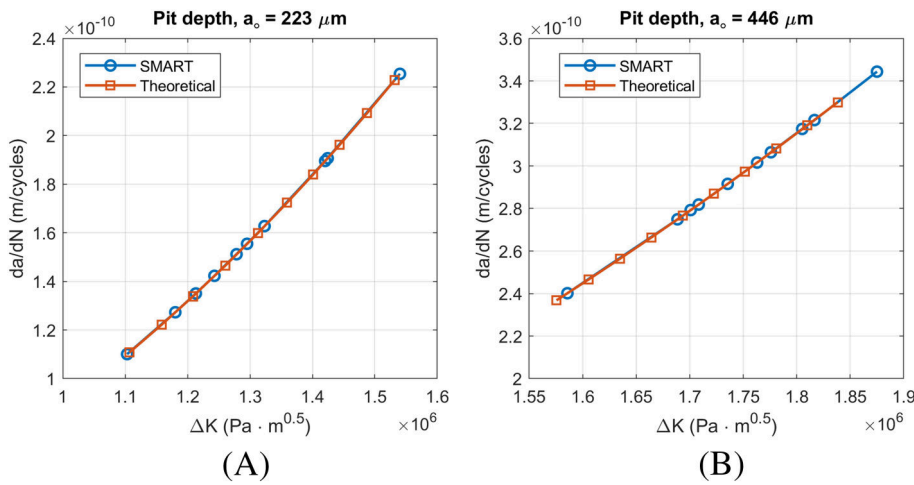 Pit depth, a₀ = 223 μm
×10⁻¹⁰
2.4
2.2
2
1.8
1.6
1.4
1.2
1
da/dN (m/cycles)
SMART
Theoretical
1 1.1 1.2 1.3 1.4 1.5 1.6
ΔK (Pa · m^0.5)
×10⁶
(A)
Pit depth, a₀ = 446 μm
×10⁻¹⁰
3.6
3.4
3.2
3
2.8
2.6
2.4
2.2
2
da/dN (m/cycles)
SMART
Theoretical
1.55 1.6 1.65 1.7 1.75 1.8 1.85 1.9
ΔK (Pa · m^0.5)
×10⁶
(B)